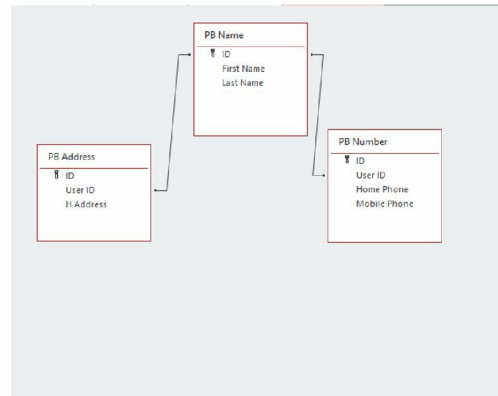 PB Name
ID
First Name
Last Name
PB Address
ID
User ID
H Address
PB Number
ID
User ID
Home Phone
Mobile Phone